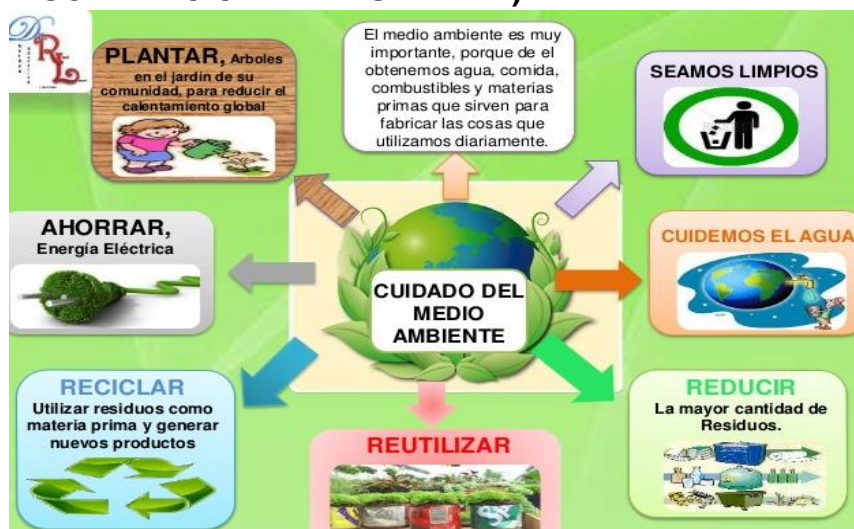 PLANTAR, Arboles
en el jardín de su
comunidad, para reducir el
calentamiento global
El medio ambiente es muy
importante, porque de el
obtenemos agua, comida,
combustibles y materias
primas que sirven para
fabricar las cosas que
utilizamos diariamente.
SEAMOS LIMPIOS
AHORRAR,
Energía Eléctrica
CUIDADO DEL
MEDIO
AMBIENTE
CUIDEMOS EL AGUA
RECICLAR
Utilizar residuos como
materia prima y generar
nuevos productos
REUTILIZAR
REDUCIR
La mayor cantidad de
Residuos.